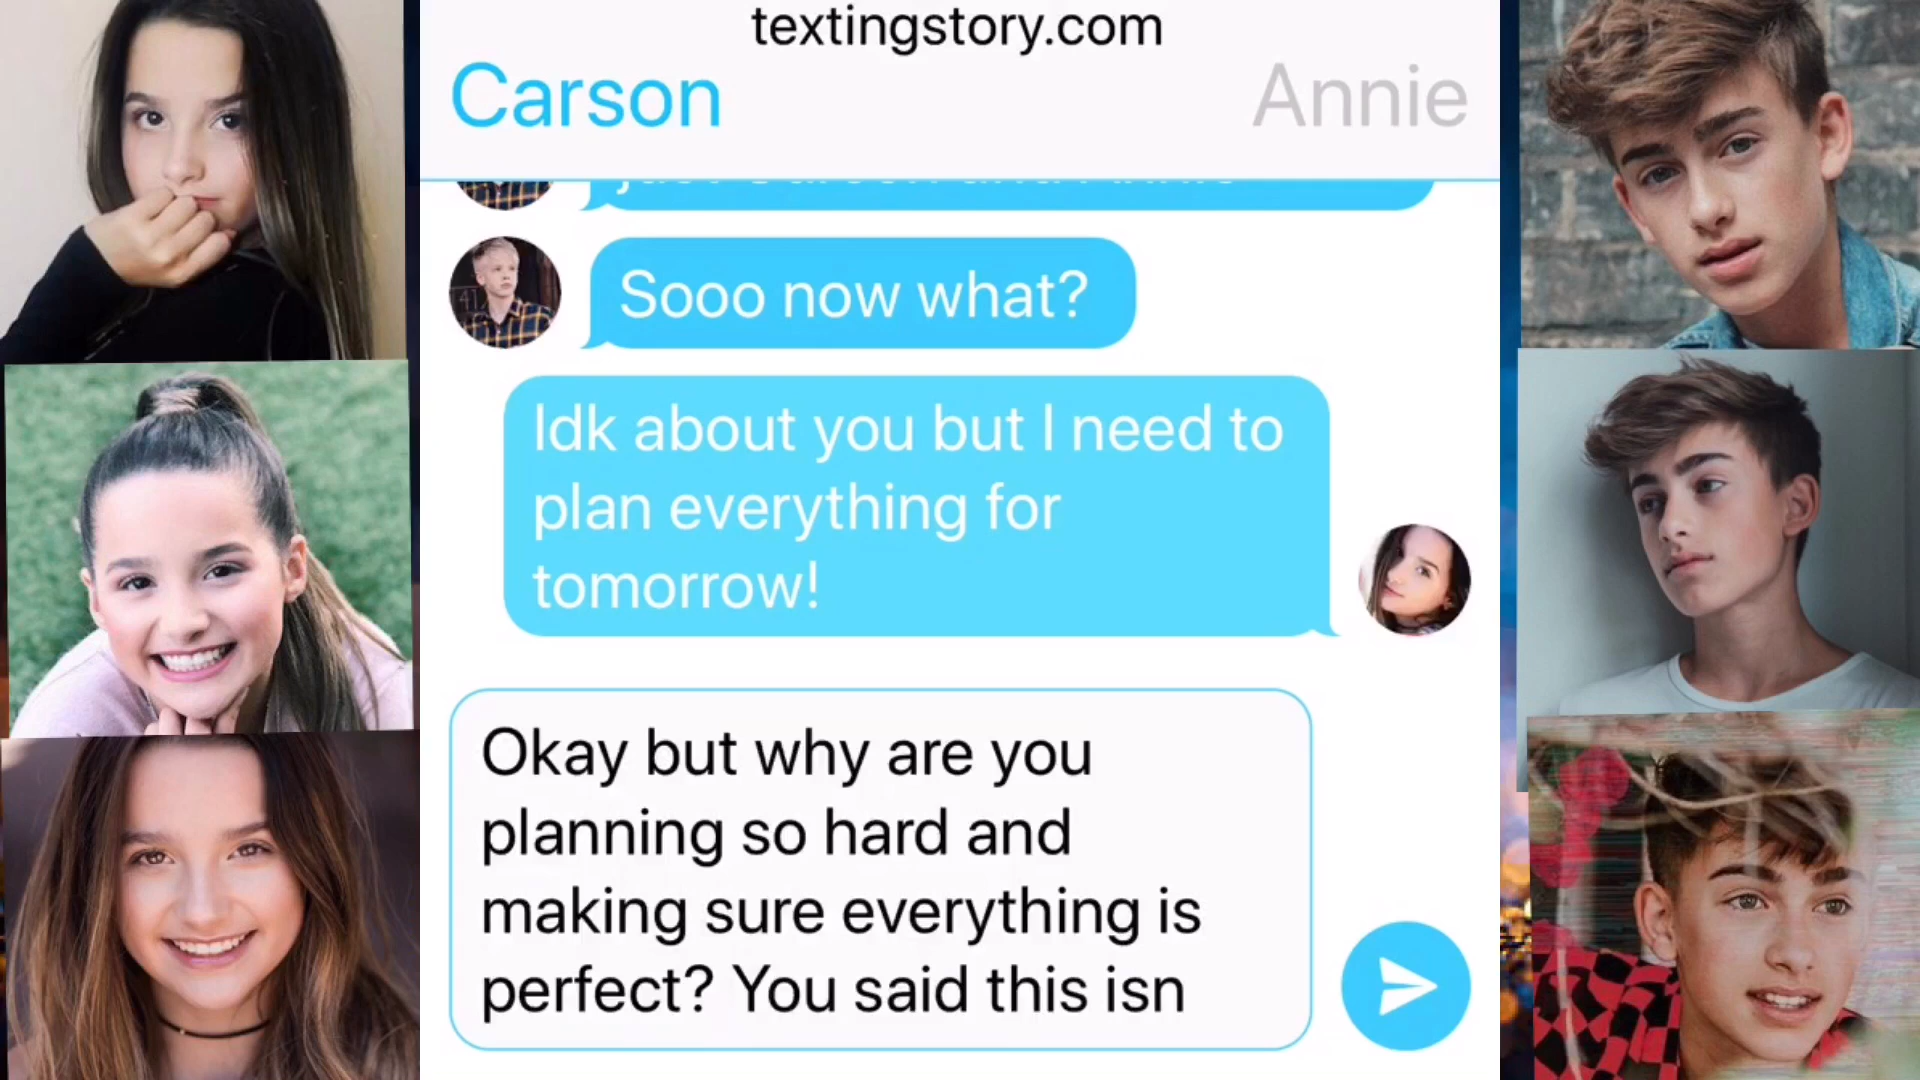 textingstory.com
Carson
Annie
Sooo now what?
Idk about you but I need to
plan everything for
tomorrow!
Okay but why are you
planning so hard and
making sure everything is
perfect? You said this isn